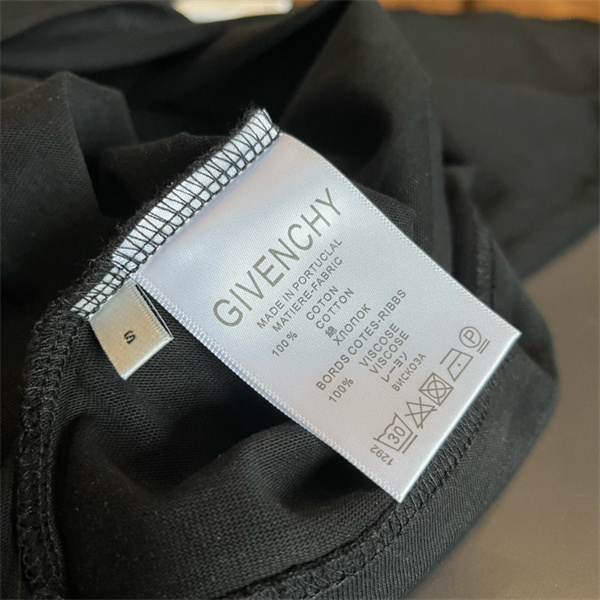 GIVENCHY
MADE IN PORTUCLAL
MATIERE-FABRIC
100% COTON
COTTON
綿
ХЛОПОК
BORDS COTES-RIBBS
100% VISCOSE
VISCOSE
レーヨン
ВИСКОЗА
30
P
1292
S